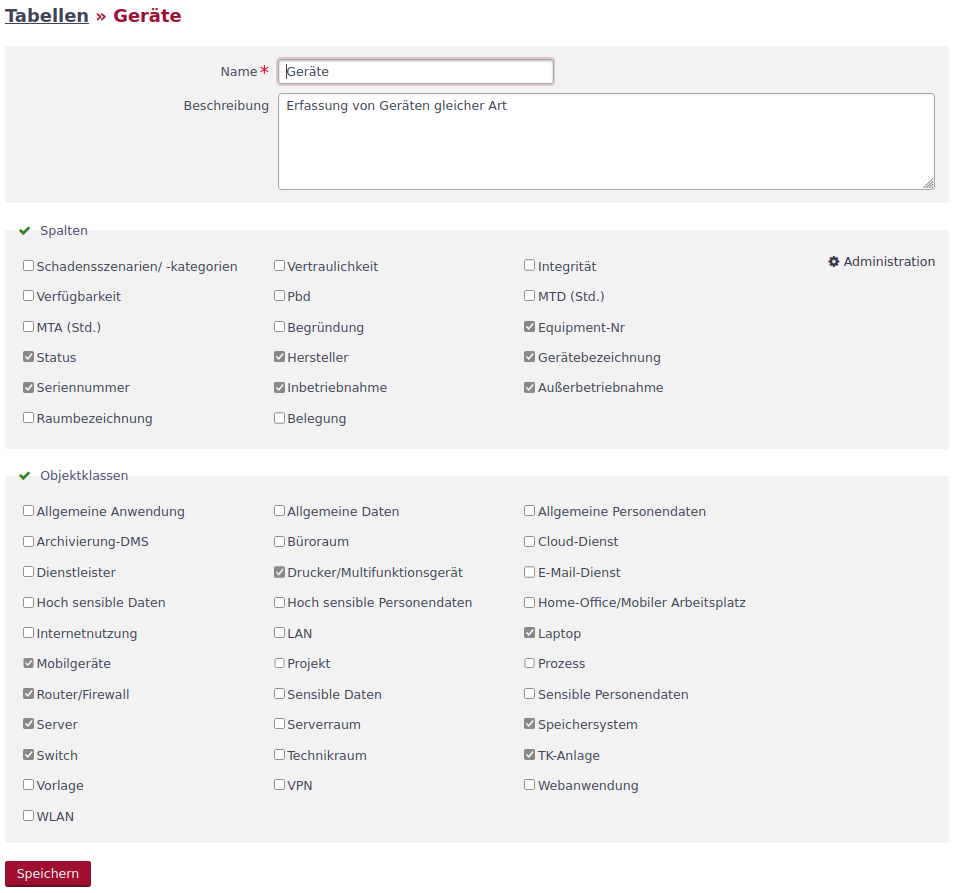 Tabellen » Geräte
Name* Geräte
Beschreibung Erfassung von Geräten gleicher Art
Spalten
Administration
Schadensszenarien/ -kategorien Vertraulichkeit Integrität
Verfügbarkeit Pbd MTD (Std.)
MTA (Std.) Begründung Equipment-Nr
Status Hersteller Gerätebezeichnung
Seriennummer Inbetriebnahme Außerbetriebnahme
Raumbezeichnung Belegung
Objektklassen
Allgemeine Anwendung Allgemeine Daten Allgemeine Personendaten
Archivierung-DMS Büroraum Cloud-Dienst
Dienstleister Drucker/Multifunktionsgerät E-Mail-Dienst
Hoch sensible Daten Hoch sensible Personendaten Home-Office/Mobiler Arbeitsplatz
Internetnutzung LAN Laptop
Mobilgeräte Projekt Prozess
Router/Firewall Sensible Daten Sensible Personendaten
Server Serverraum Speichersystem
Switch Technikraum TK-Anlage
Vorlage VPN Webanwendung
WLAN
Speichern